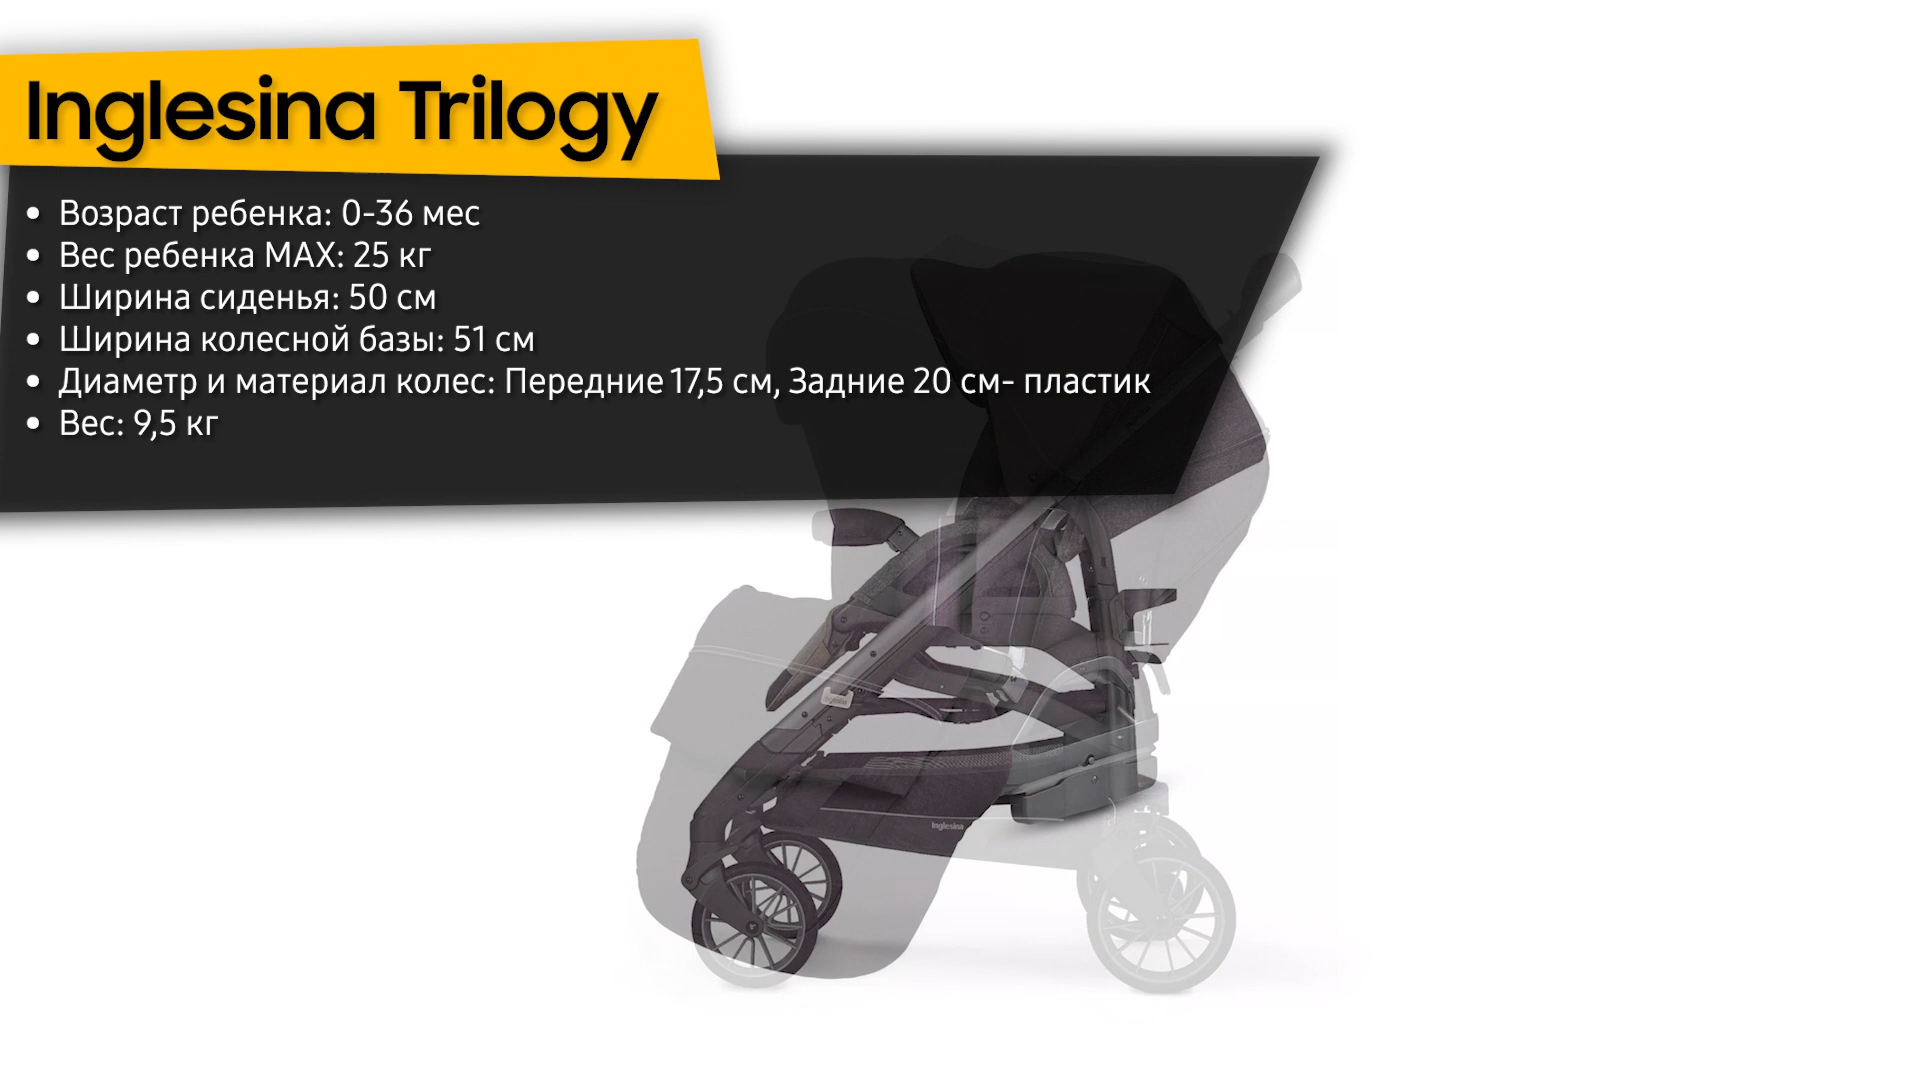 Inglesina Trilogy
• Возраст ребенка: 0-36 мес
• Вес ребенка MAX: 25 кг
• Ширина сиденья: 50 см
• Ширина колесной базы: 51 см
• Диаметр и материал колес: Передние 17,5 см, Задние 20 см- пластик
• Вес: 9,5 кг
Inglesina